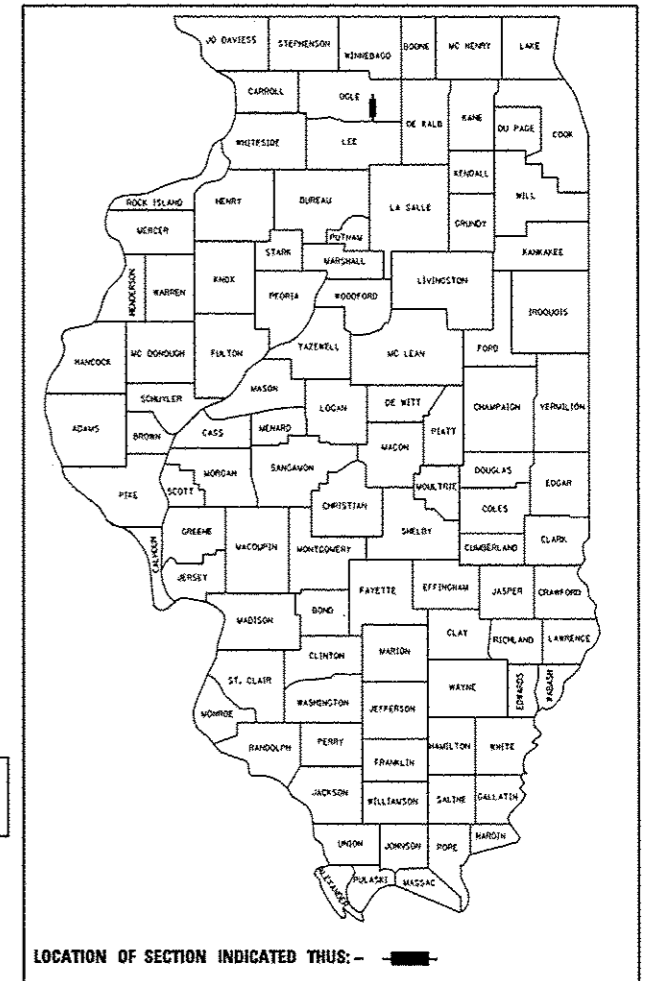 JO DAVIESS STEPHENSON WINNEBAGO BOONE MC HENRY LAKE
CARROLL OGLE DE KALB KANE DU PAGE COOK
WHITESIDE LEE
KENDALL WILL
ROCK ISLAND HENRY BUREAU LA SALLE GRUNDY
MERCER PUTNAM KANKAKEE
STARK MARSHALL LIVINGSTON
HENDERSON WARREN KNOX PEORIA WOODFORD IROQUOIS
HANCOCK MC DONOUGH FULTON TAZEWELL MC LEAN FORD
SCHUYLER MASON LOGAN DE WITT CHAMPAIGN VERMILION
ADAMS BROWN CASS MENARD MACON PIATT
PIKE SCOTT MORGAN SANGAMON MOULTRIE DOUGLAS EDGAR
CHRISTIAN COLES
CALHOUN GREENE MACOUPIN MONTGOMERY SHELBY CUMBERLAND CLARK
JERSEY FAYETTE EFFINGHAM JASPER CRAWFORD
MADISON BOND
CLINTON MARION CLAY RICHLAND LAWRENCE
ST. CLAIR WAYNE EDWARDS WABASH
WASHINGTON JEFFERSON
MONROE
RANDOLPH PERRY HAMILTON WHITE
FRANKLIN
JACKSON WILLIAMSON SALINE GALLATIN
UNION JOHNSON POPE HARDIN
ALEXANDER PULASKI MASSAC
LOCATION OF SECTION INDICATED THUS: -